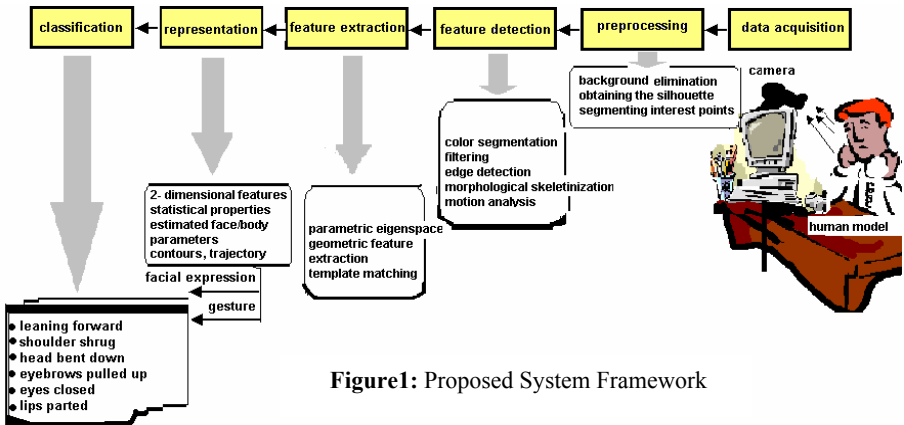 classification
representation
feature extraction
feature detection
preprocessing
data acquisition
camera
background elimination
obtaining the silhouette
segmenting interest points
color segmentation
filtering
edge detection
morphological skeletinization
motion analysis
human model
2- dimensional features
statistical properties
estimated face/body
parameters
contours, trajectory
parametric eigenspace
geometric feature
extraction
template matching
facial expression
gesture
leaning forward
shoulder shrug
head bent down
eyebrows pulled up
eyes closed
lips parted
Figure1: Proposed System Framework